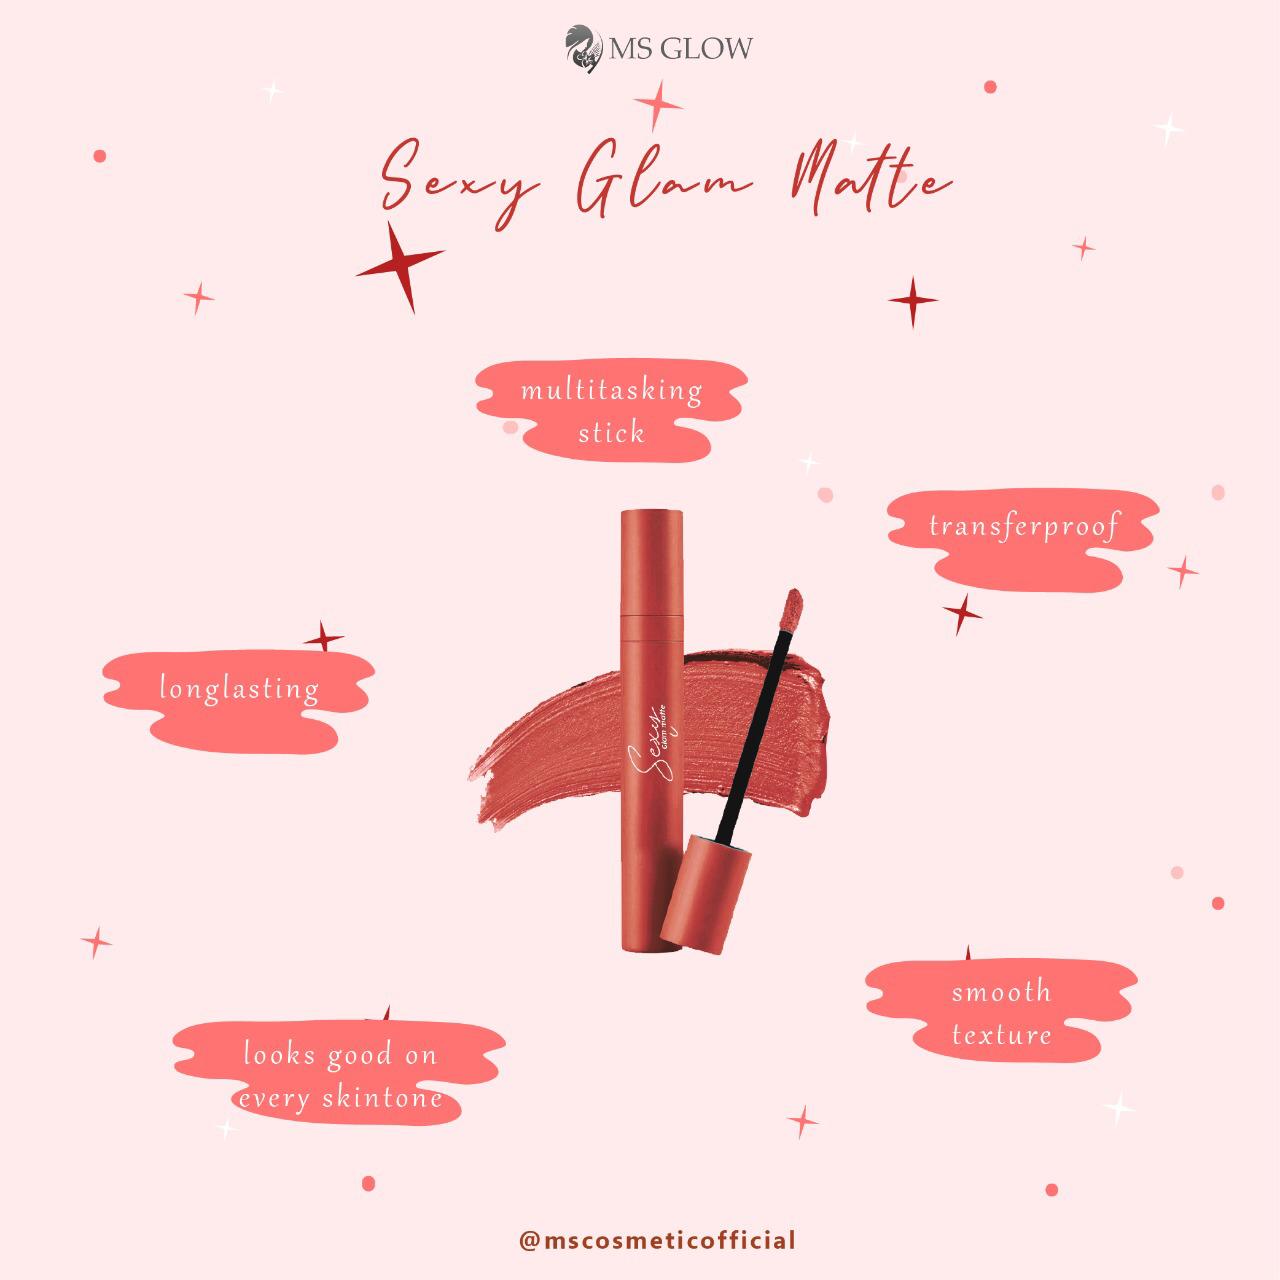 MS GLOW
Sexy Glam Matte
multitasking
stick
transferproof
longlasting
Sexy
Glam matte
smooth
texture
looks good on
every skintone
@mscosmeticofficial